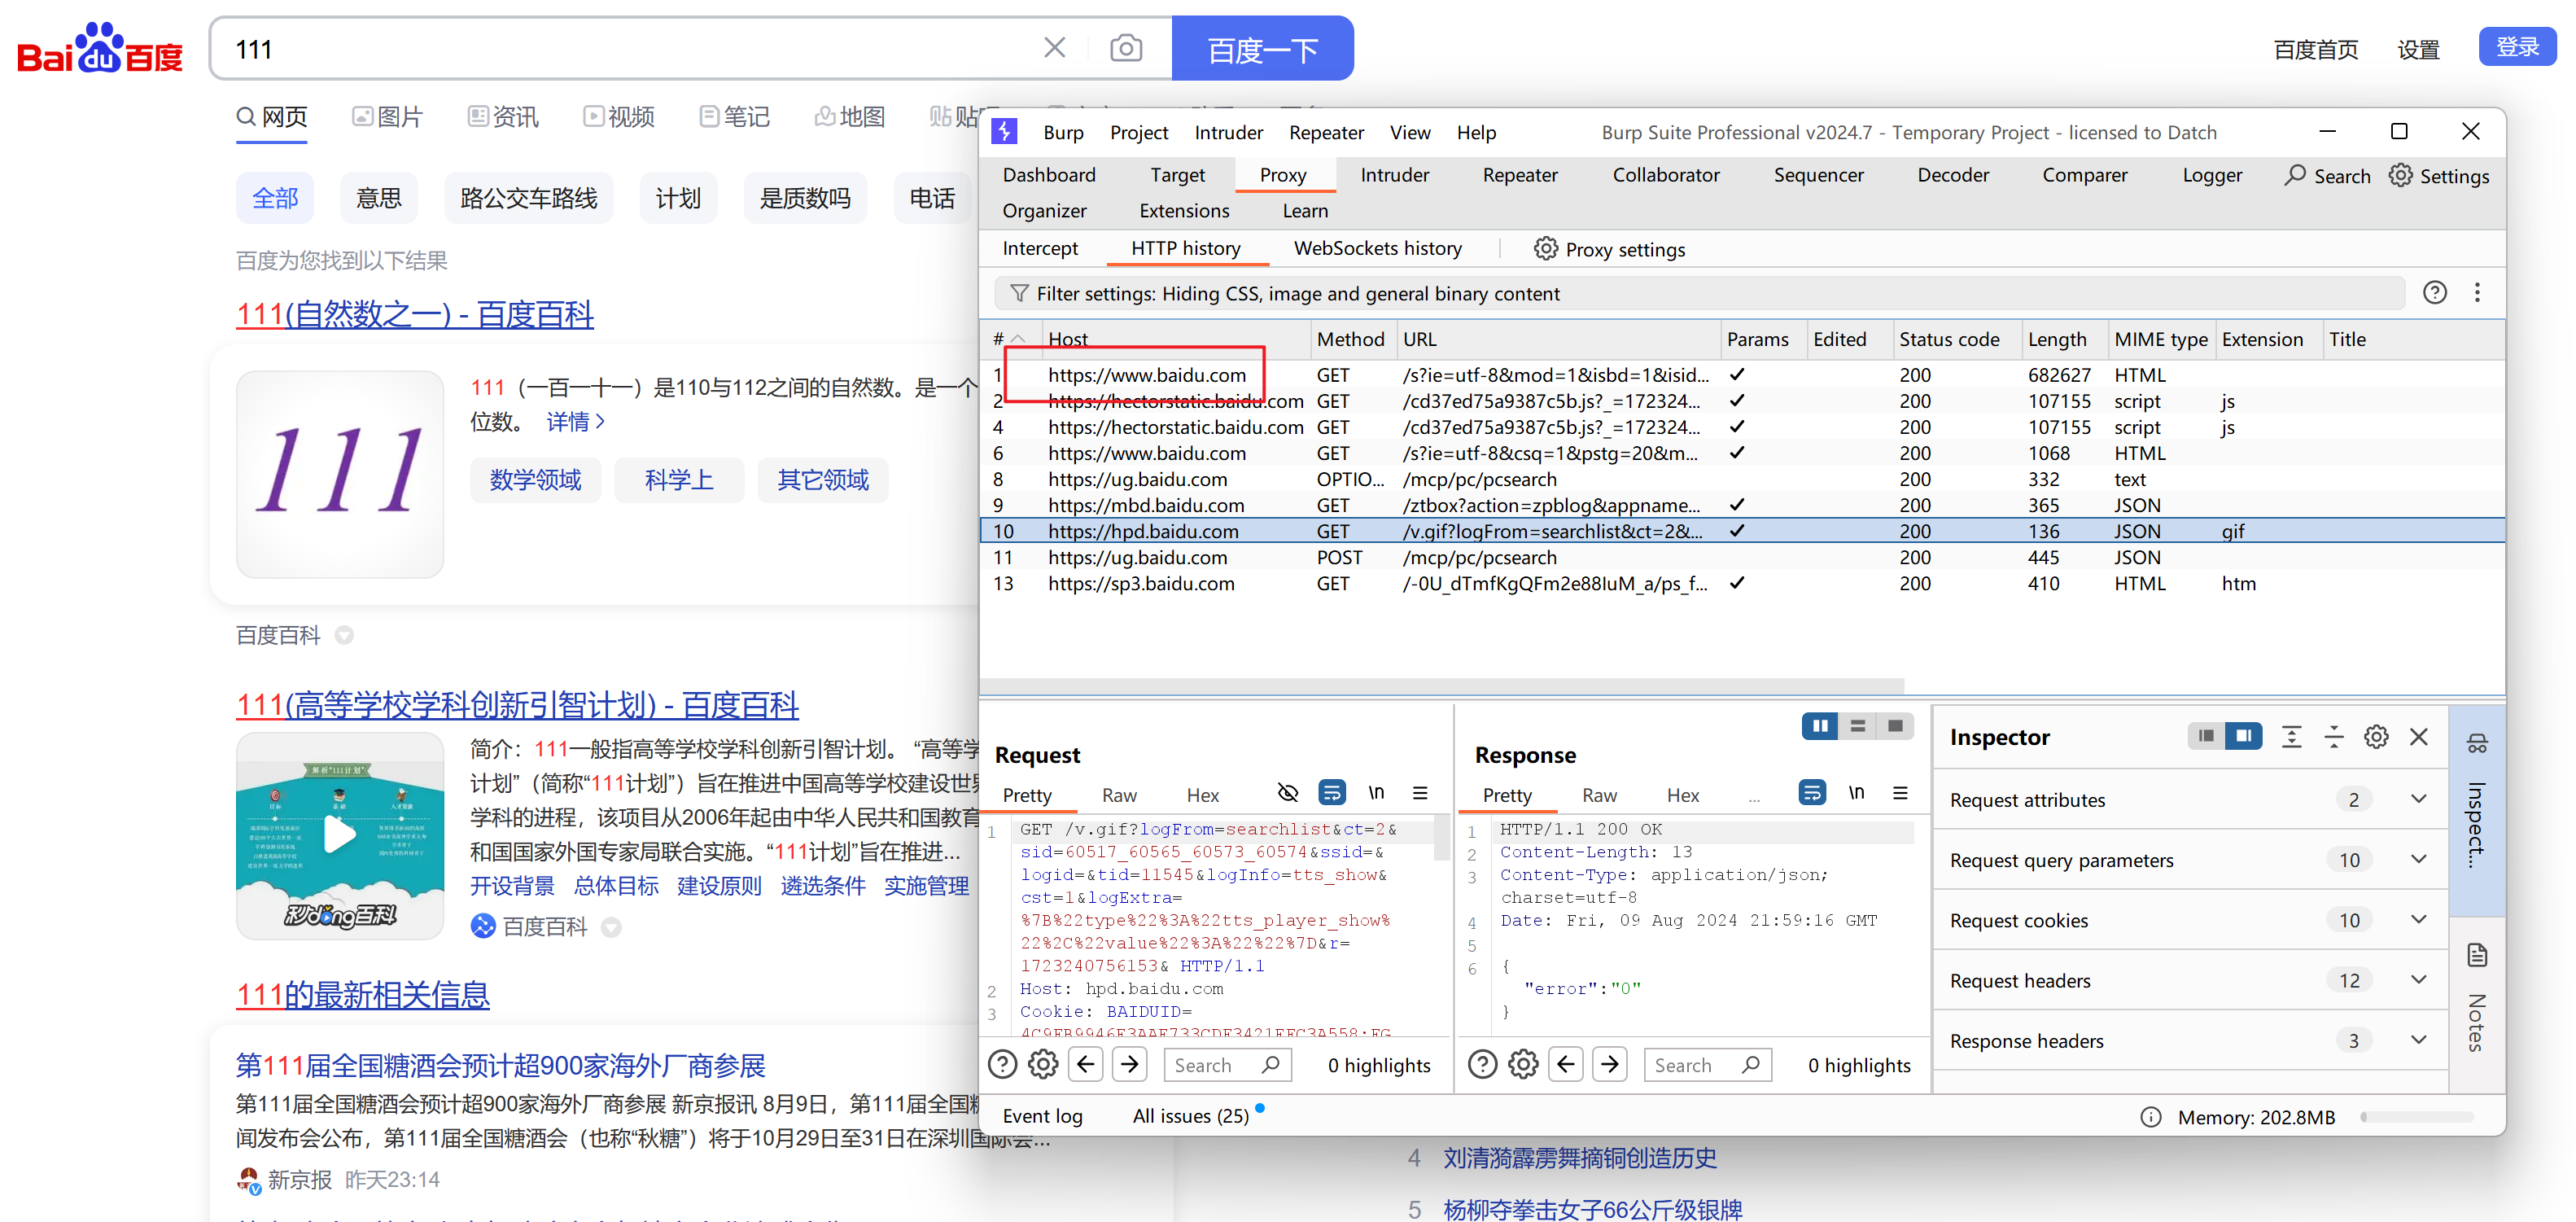 Bai du 百度
111
百度一下
百度首页 设置 登录
网页 图片 资讯 视频 笔记 地图
全部 意思 路公交车路线 计划 是质数吗 电话
百度为您找到以下结果
111(自然数之一) - 百度百科
111
111（一百一十一）是110与112之间的自然数。是一个
位数。 详情
数学领域 科学上 其它领域
百度百科
111(高等学校学科创新引智计划) - 百度百科
解析“111计划”
目标 基础 人才资源
秒dong百科
简介：111一般指高等学校学科创新引智计划。“高等学
计划”（简称“111计划”）旨在推进中国高等学校建设世界
学科的进程，该项目从2006年起由中华人民共和国教育
和国国家外国专家局联合实施。“111计划”旨在推进...
开设背景 总体目标 建设原则 遴选条件 实施管理
百度百科
111的最新相关信息
第111届全国糖酒会预计超900家海外厂商参展
第111届全国糖酒会预计超900家海外厂商参展 新京报讯 8月9日，第111届全国糖
闻发布会公布，第111届全国糖酒会（也称“秋糖”）将于10月29日至31日在深圳国际会...
新京报 昨天23:14
4 刘清漪霹雳舞摘铜创造历史
5 杨柳夺拳击女子66公斤级银牌
Burp Project Intruder Repeater View Help Burp Suite Professional v2024.7 - Temporary Project - licensed to Datch
Dashboard Target Proxy Intruder Repeater Collaborator Sequencer Decoder Comparer Logger Search Settings
Organizer Extensions Learn
Intercept HTTP history WebSockets history Proxy settings
Filter settings: Hiding CSS, image and general binary content
# Host Method URL Params Edited Status code Length MIME type Extension Title
1 https://www.baidu.com GET /s?ie=utf-8&mod=1&isbd=1&isid... ✓ 200 682627 HTML
2 https://hectorstatic.baidu.com GET /cd37ed75a9387c5b.js?_=172324... ✓ 200 107155 script js
4 https://hectorstatic.baidu.com GET /cd37ed75a9387c5b.js?_=172324... ✓ 200 107155 script js
6 https://www.baidu.com GET /s?ie=utf-8&csq=1&pstg=20&m... ✓ 200 1068 HTML
8 https://ug.baidu.com OPTIO... /mcp/pc/pcsearch 200 332 text
9 https://mbd.baidu.com GET /ztbox?action=zpblog&appname... ✓ 200 365 JSON
10 https://hpd.baidu.com GET /v.gif?logFrom=searchlist&ct=2&... ✓ 200 136 JSON gif
11 https://ug.baidu.com POST /mcp/pc/pcsearch 200 445 JSON
13 https://sp3.baidu.com GET /-0U_dTmfKgQFm2e88IuM_a/ps_f... ✓ 200 410 HTML htm
Request
Pretty Raw Hex \n
1 GET /v.gif?logFrom=searchlist&ct=2&
sid=60517_60565_60573_60574&ssid=&
logid=&tid=11545&logInfo=tts_show&
cst=1&logExtra=
%7B%22type%22%3A%22tts_player_show%
22%2C%22value%22%3A%22%22%7D&r=
1723240756153& HTTP/1.1
2 Host: hpd.baidu.com
3 Cookie: BAIDUID=
4C9FB9946E3AAF733CDE3421EFC3A558:FG
Search 0 highlights
Response
Pretty Raw Hex ... \n
1 HTTP/1.1 200 OK
2 Content-Length: 13
3 Content-Type: application/json;
charset=utf-8
4 Date: Fri, 09 Aug 2024 21:59:16 GMT
5
6 {
"error":"0"
}
Search 0 highlights
Inspector
Request attributes 2
Request query parameters 10
Request cookies 10
Request headers 12
Response headers 3
Inspect...
Notes
Event log All issues (25) Memory: 202.8MB